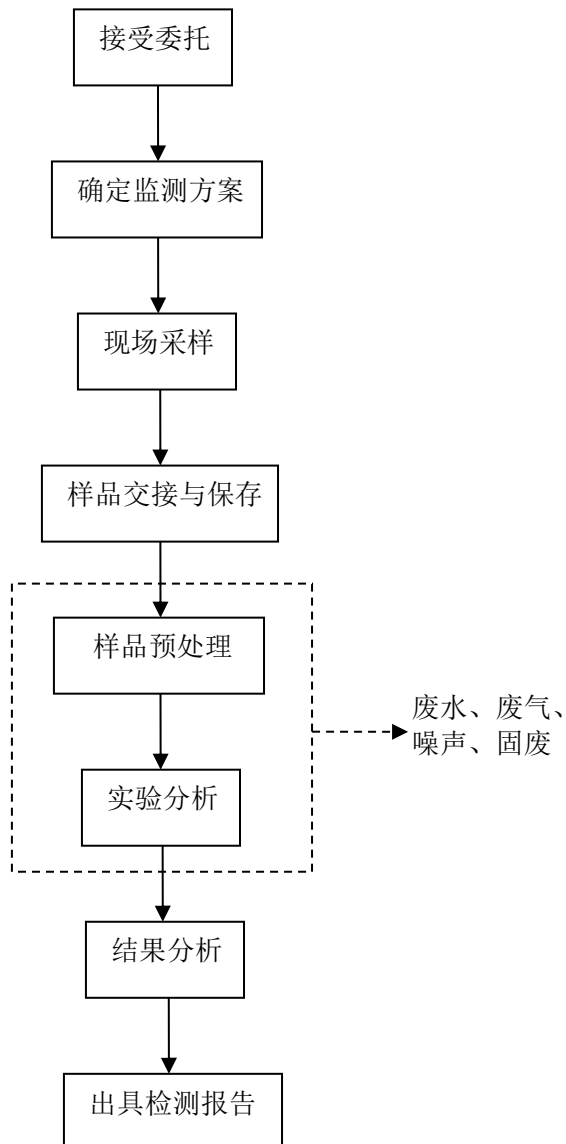 接受委托
确定监测方案
现场采样
样品交接与保存
样品预处理
废水、废气、
噪声、固废
实验分析
结果分析
出具检测报告